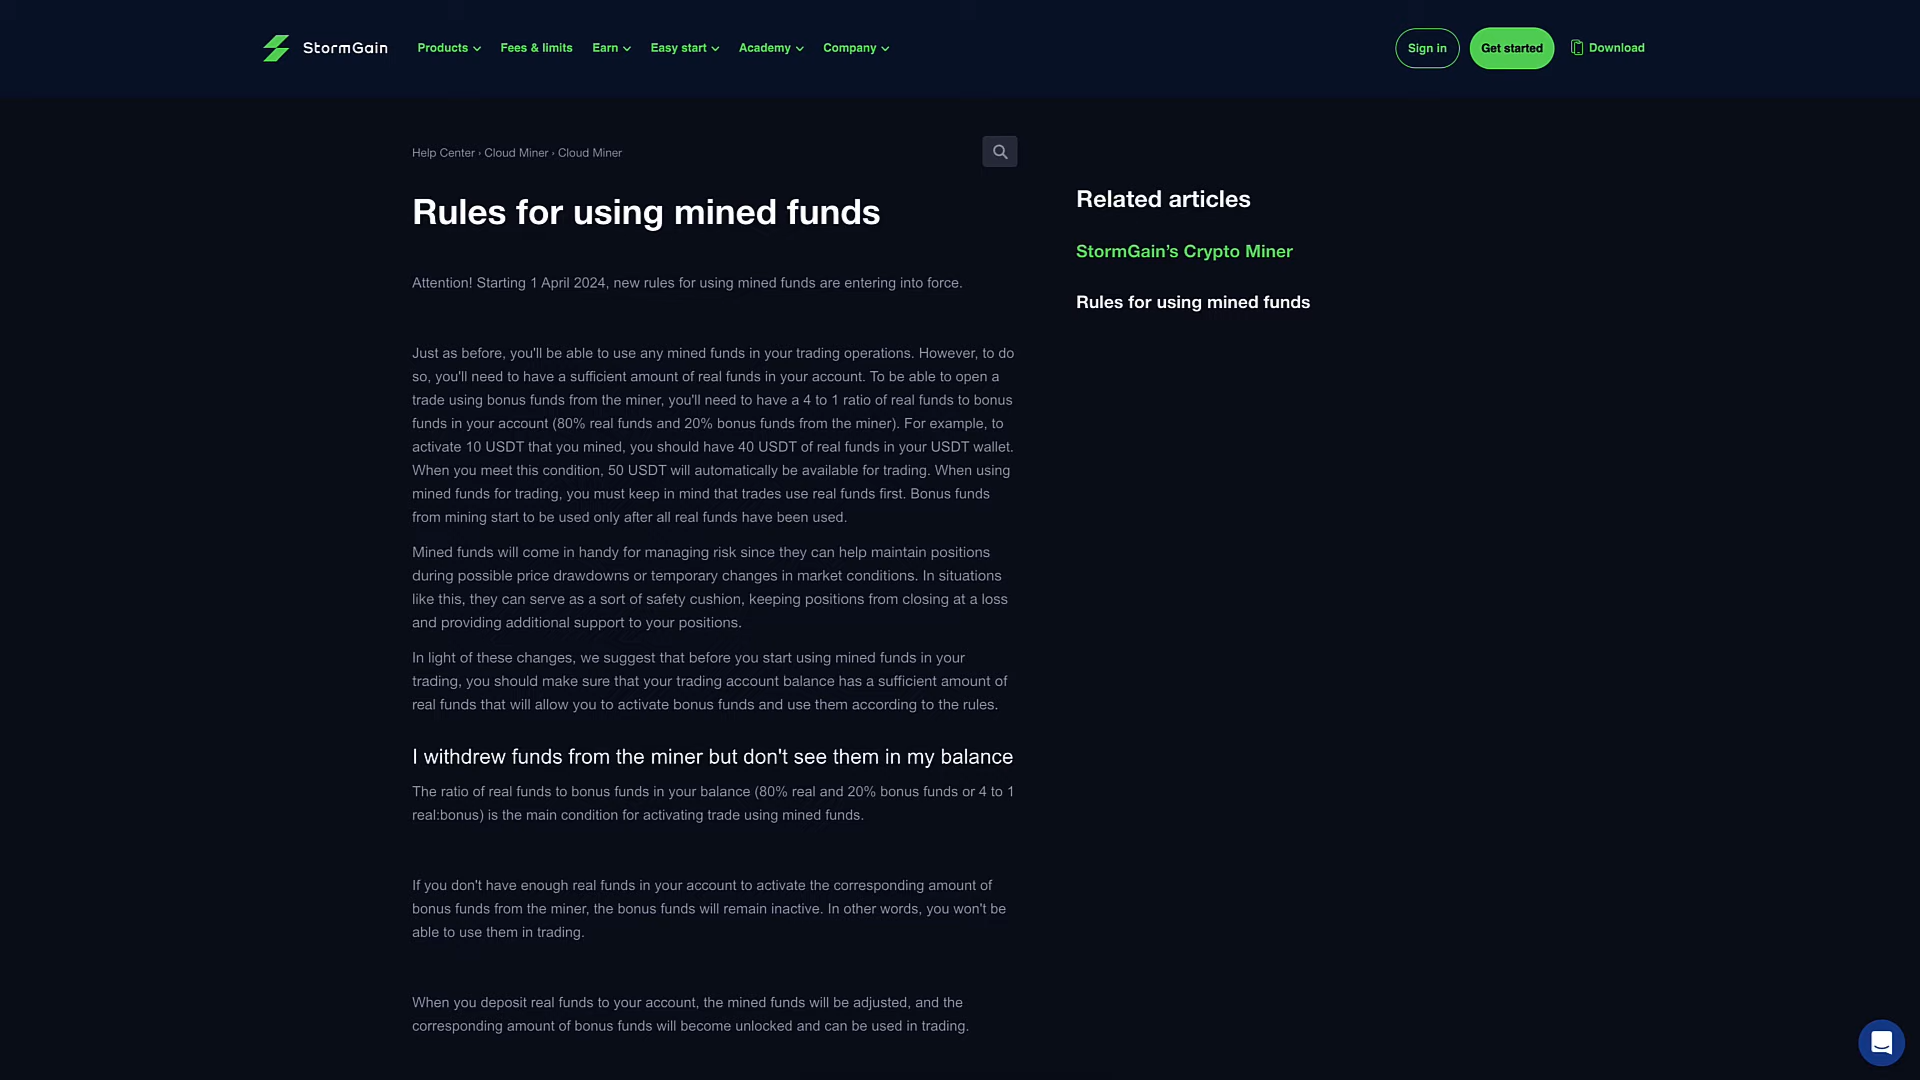 StormGain
Products
Fees & limits
Earn
Easy start
Academy
Company
Sign in
Get started
Download
Help Center › Cloud Miner › Cloud Miner
Rules for using mined funds
Attention! Starting 1 April 2024, new rules for using mined funds are entering into force.
Just as before, you'll be able to use any mined funds in your trading operations. However, to do
so, you'll need to have a sufficient amount of real funds in your account. To be able to open a
trade using bonus funds from the miner, you'll need to have a 4 to 1 ratio of real funds to bonus
funds in your account (80% real funds and 20% bonus funds from the miner). For example, to
activate 10 USDT that you mined, you should have 40 USDT of real funds in your USDT wallet.
When you meet this condition, 50 USDT will automatically be available for trading. When using
mined funds for trading, you must keep in mind that trades use real funds first. Bonus funds
from mining start to be used only after all real funds have been used.
Mined funds will come in handy for managing risk since they can help maintain positions
during possible price drawdowns or temporary changes in market conditions. In situations
like this, they can serve as a sort of safety cushion, keeping positions from closing at a loss
and providing additional support to your positions.
In light of these changes, we suggest that before you start using mined funds in your
trading, you should make sure that your trading account balance has a sufficient amount of
real funds that will allow you to activate bonus funds and use them according to the rules.
I withdrew funds from the miner but don't see them in my balance
The ratio of real funds to bonus funds in your balance (80% real and 20% bonus funds or 4 to 1
real:bonus) is the main condition for activating trade using mined funds.
If you don't have enough real funds in your account to activate the corresponding amount of
bonus funds from the miner, the bonus funds will remain inactive. In other words, you won't be
able to use them in trading.
When you deposit real funds to your account, the mined funds will be adjusted, and the
corresponding amount of bonus funds will become unlocked and can be used in trading.
Related articles
StormGain’s Crypto Miner
Rules for using mined funds